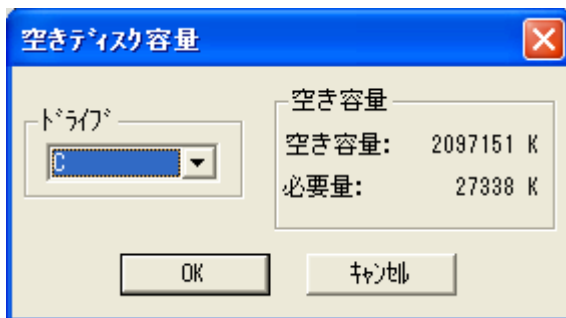 空きﾃﾞｨｽｸ容量
ﾄﾞﾗｲﾌﾞ
C
空き容量
空き容量: 2097151 K
必要量: 27338 K
OK
ｷｬﾝｾﾙ